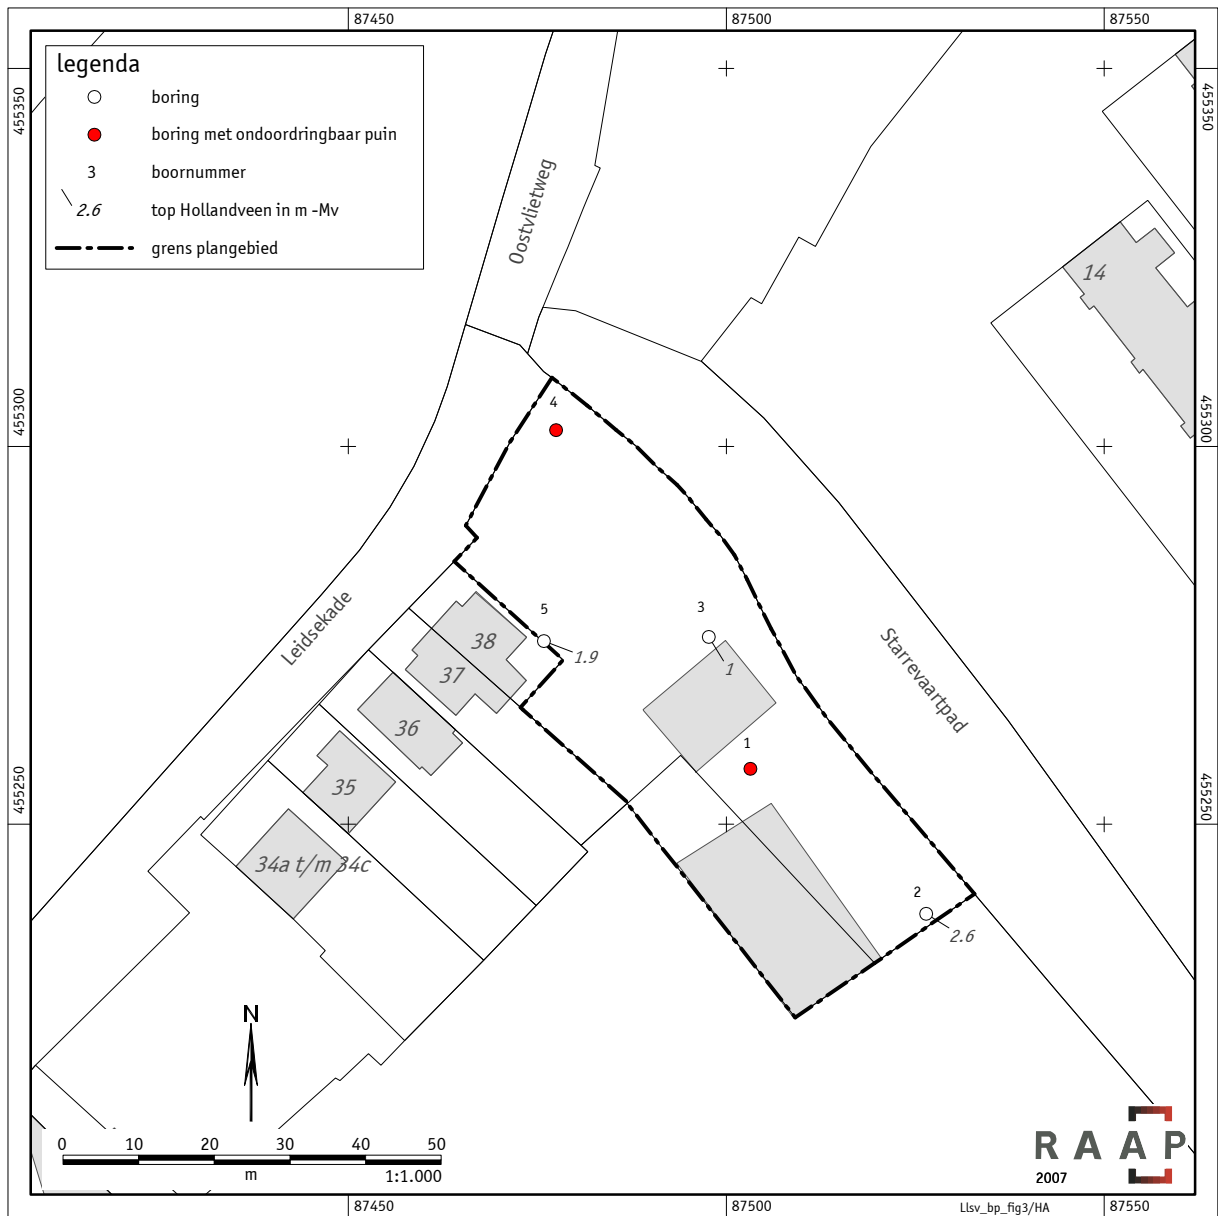 87450
87500
87550
455350
455350
legenda
boring
boring met ondoordringbaar puin
3 boornummer
2.6 top Hollandveen in m -Mv
grens plangebied
Oostvlietweg
14
455300
455300
4
5
3
38
1.9
1
Leidsekade
37
Starrevaartpad
36
1
35
455250
455250
34a t/m 34c
2
2.6
N
0 10 20 30 40 50
m 1:1.000
RAAP
2007
87450
87500
87550
Llsv_bp_fig3/HA